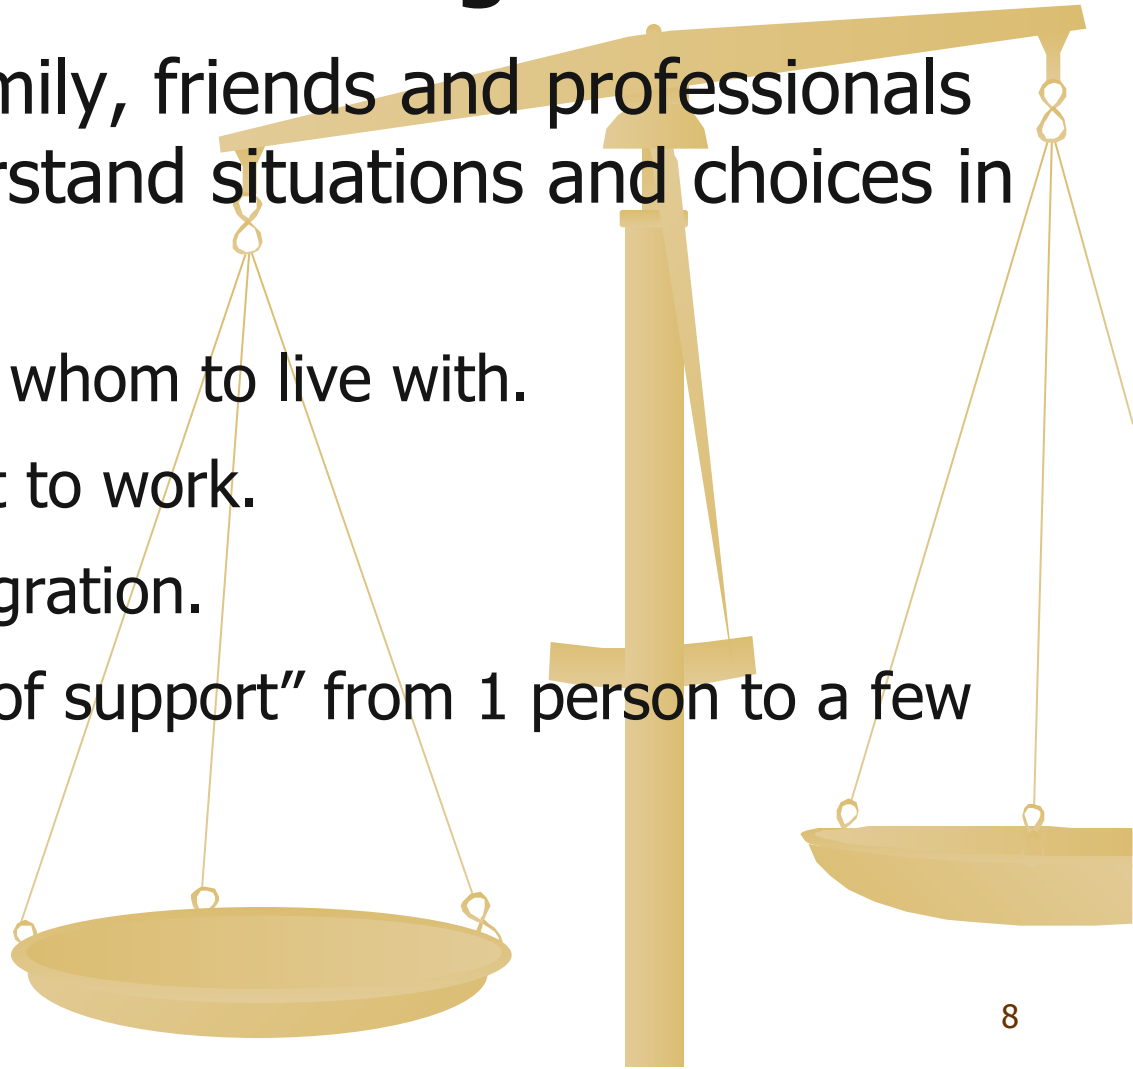 mily, friends and professionals
rstand situations and choices in
whom to live with.
t to work.
gration.
of support” from 1 person to a few
8